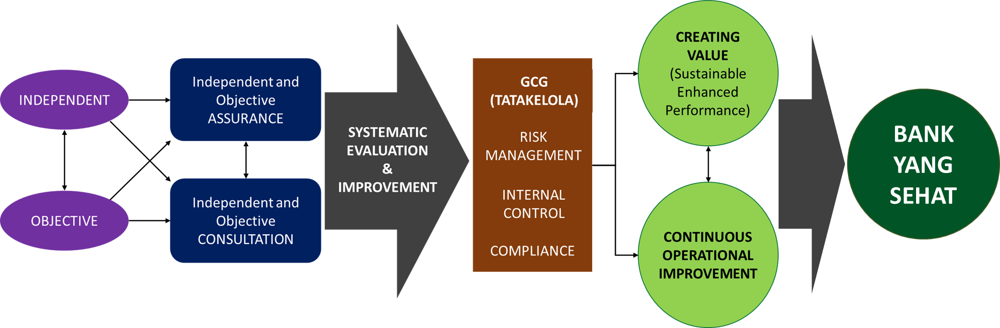 INDEPENDENT
OBJECTIVE
Independent and
Objective
ASSURANCE
Independent and
Objective
CONSULTATION
SYSTEMATIC
EVALUATION
&
IMPROVEMENT
GCG
(TATAKELOLA)
RISK
MANAGEMENT
INTERNAL
CONTROL
COMPLIANCE
CREATING
VALUE
(Sustainable
Enhanced
Performance)
CONTINUOUS
OPERATIONAL
IMPROVEMENT
BANK
YANG
SEHAT